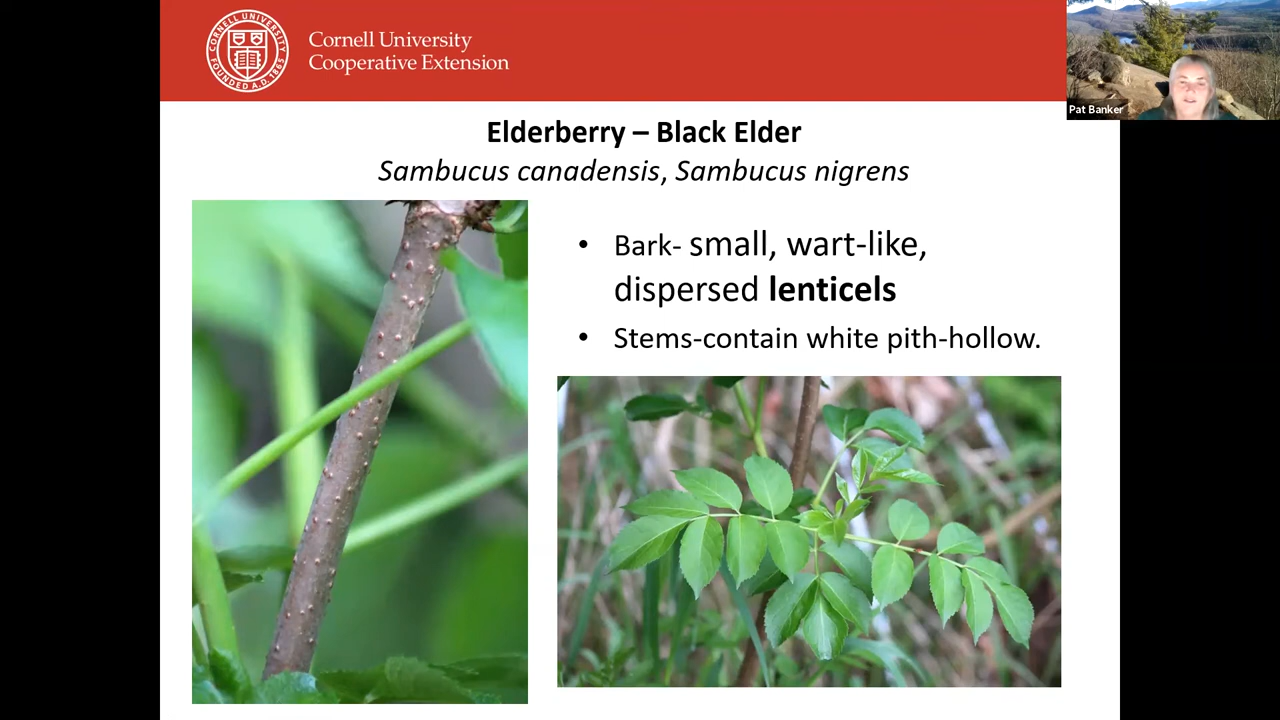 CORNELL UNIVERSITY
FOUNDED A.D. 1865
Cornell University
Cooperative Extension
Pat Banker
Elderberry – Black Elder
Sambucus canadensis, Sambucus nigrens
• Bark- small, wart-like,
dispersed lenticels
• Stems-contain white pith-hollow.